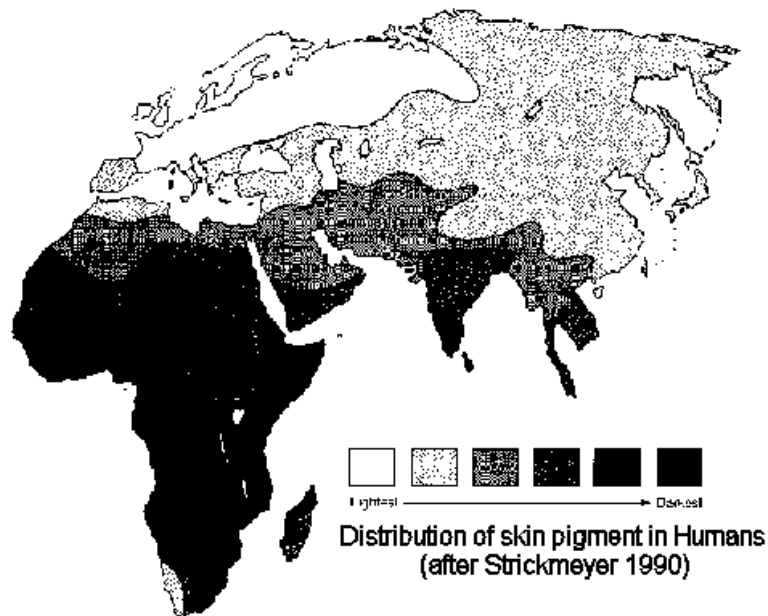 Lightest Darkest
Distribution of skin pigment in Humans
(after Strickmeyer 1990)